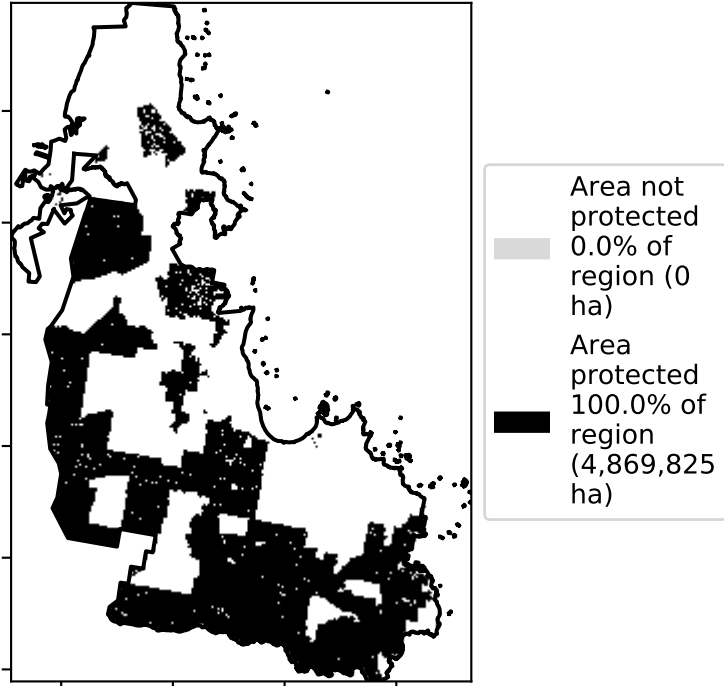 Area not
protected
0.0% of
region (0
ha)
Area
protected
100.0% of
region
(4,869,825
ha)